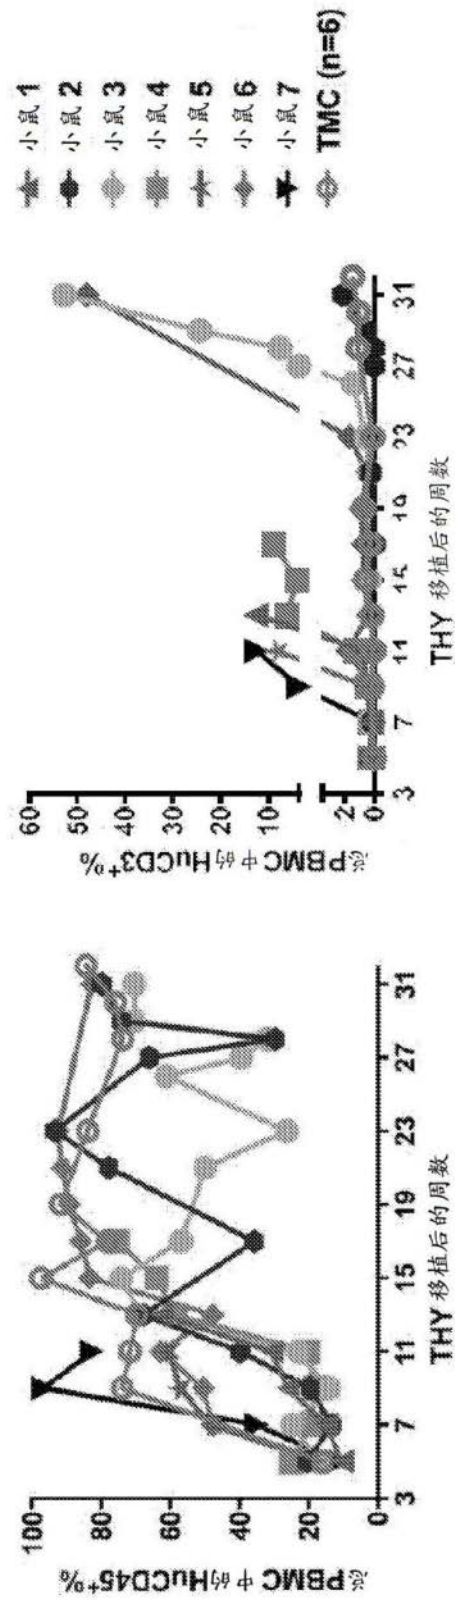 总PBMC 中的HuCD45⁺%
100
80
60
40
20
0
3 7 11 15 19 23 27 31
THY 移植后的周数
总PBMC 中的HuCD3⁺%
60
50
40
30
20
10
2
0
3 7 11 15 19 23 27 31
THY 移植后的周数
小鼠 1
小鼠 2
小鼠 3
小鼠 4
小鼠 5
小鼠 6
小鼠 7
TMC (n=6)